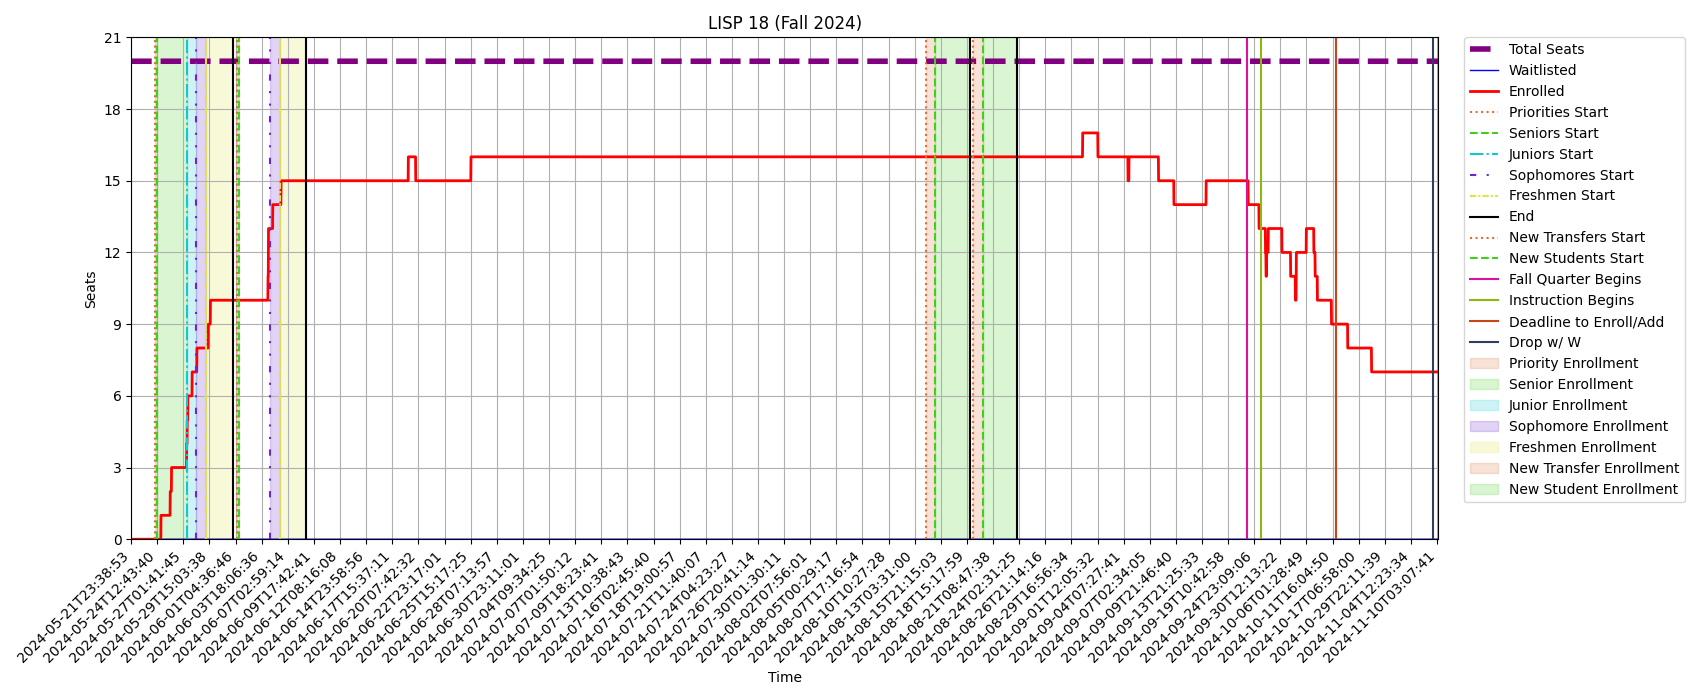 LISP 18 (Fall 2024)
21
18
15
12
9
6
3
0
Seats
2024-05-21T23:38:53
2024-05-24T12:43:40
2024-05-27T01:41:45
2024-05-29T15:03:38
2024-06-01T04:36:46
2024-06-03T18:06:36
2024-06-07T02:59:14
2024-06-09T17:42:41
2024-06-12T08:16:08
2024-06-14T23:58:56
2024-06-17T15:37:11
2024-06-20T07:42:32
2024-06-22T23:17:01
2024-06-25T15:17:25
2024-06-28T07:13:57
2024-06-30T23:11:01
2024-07-04T09:34:25
2024-07-07T01:50:12
2024-07-09T18:23:41
2024-07-13T10:38:43
2024-07-16T02:45:40
2024-07-18T19:00:57
2024-07-21T11:40:07
2024-07-24T04:23:27
2024-07-26T20:41:14
2024-07-30T01:30:11
2024-08-02T07:56:01
2024-08-05T00:29:17
2024-08-07T17:16:54
2024-08-10T10:27:28
2024-08-13T03:31:00
2024-08-15T21:15:03
2024-08-18T15:17:59
2024-08-21T08:47:38
2024-08-24T02:31:25
2024-08-26T21:14:16
2024-08-29T16:56:34
2024-09-01T12:05:32
2024-09-04T07:27:41
2024-09-07T02:34:05
2024-09-09T21:46:40
2024-09-13T21:25:33
2024-09-19T10:42:58
2024-09-24T23:09:06
2024-09-30T12:13:22
2024-10-06T01:28:49
2024-10-11T16:04:50
2024-10-17T06:58:00
2024-10-29T22:11:39
2024-11-04T12:23:34
2024-11-10T03:07:41
Time
Total Seats
Waitlisted
Enrolled
Priorities Start
Seniors Start
Juniors Start
Sophomores Start
Freshmen Start
End
New Transfers Start
New Students Start
Fall Quarter Begins
Instruction Begins
Deadline to Enroll/Add
Drop w/ W
Priority Enrollment
Senior Enrollment
Junior Enrollment
Sophomore Enrollment
Freshmen Enrollment
New Transfer Enrollment
New Student Enrollment